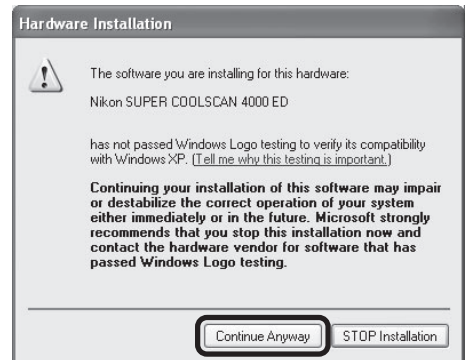 Hardware Installation
The software you are installing for this hardware:
Nikon SUPER COOLSCAN 4000 ED
has not passed Windows Logo testing to verify its compatibility
with Windows XP. (Tell me why this testing is important.)
Continuing your installation of this software may impair
or destabilize the correct operation of your system
either immediately or in the future. Microsoft strongly
recommends that you stop this installation now and
contact the hardware vendor for software that has
passed Windows Logo testing.
Continue Anyway STOP Installation